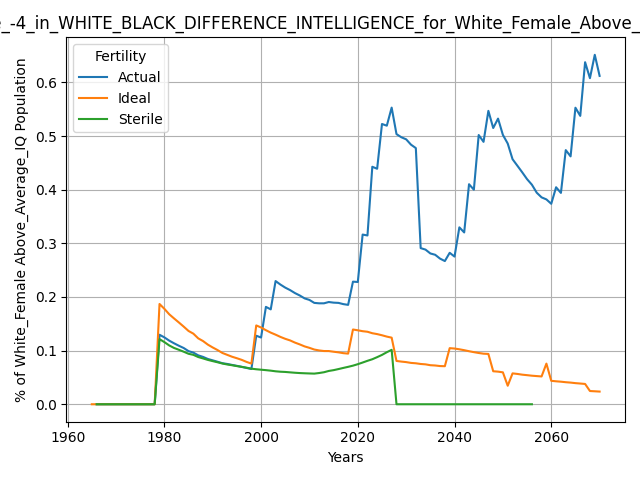 _-4_in_WHITE_BLACK_DIFFERENCE_INTELLIGENCE_for_White_Female_Above_
Fertility
Actual
Ideal
Sterile
% of White_Female Above_Average_IQ Population
0.6
0.5
0.4
0.3
0.2
0.1
0.0
1960 1980 2000 2020 2040 2060
Years